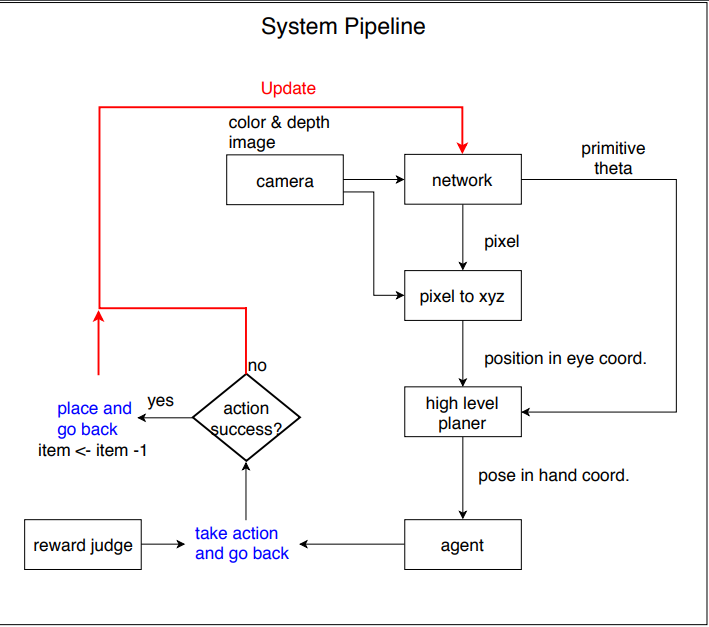 System Pipeline
Update
color & depth
image
primitive
theta
camera
network
pixel
pixel to xyz
position in eye coord.
no
yes
place and
go back
item <- item -1
action
success?
high level
planer
pose in hand coord.
take action
and go back
reward judge
agent